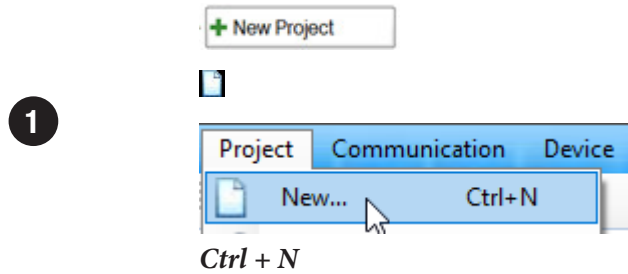 + New Project
1
Project Communication Device
New... Ctrl+N
Ctrl + N